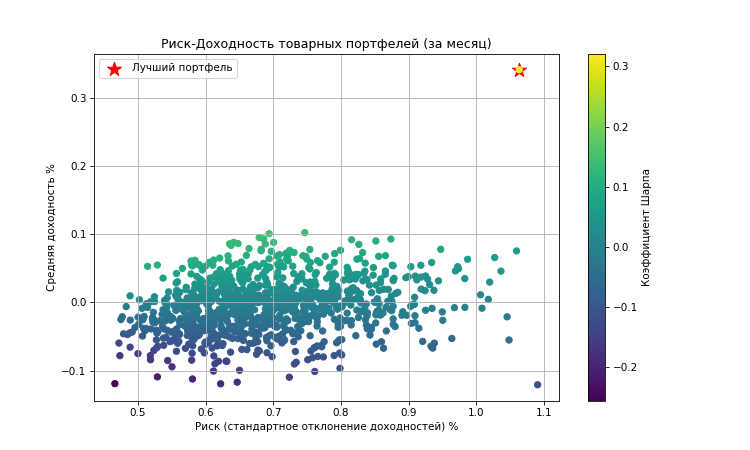 Риск-Доходность товарных портфелей (за месяц)
Лучший портфель
Средняя доходность %
0.3
0.2
0.1
0.0
−0.1
0.5 0.6 0.7 0.8 0.9 1.0 1.1
Риск (стандартное отклонение доходностей) %
0.3
0.2
0.1
0.0
−0.1
−0.2
Коэффициент Шарпа